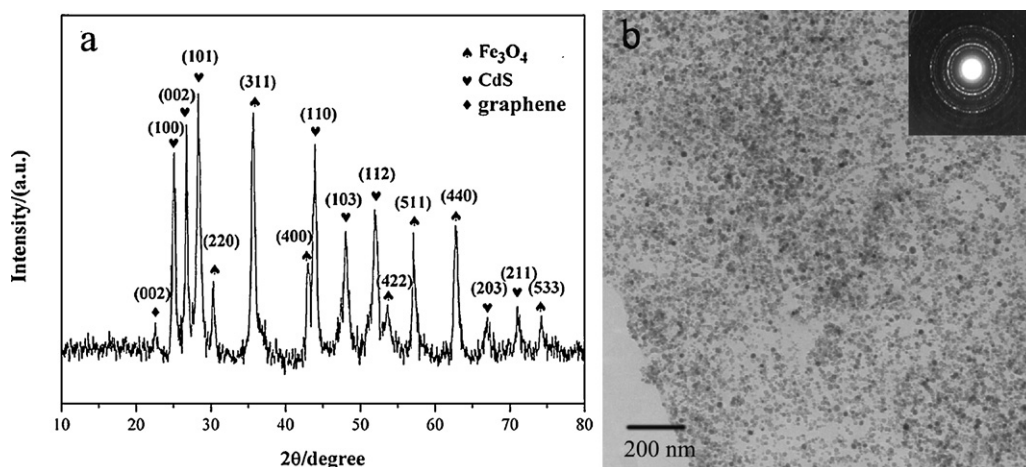 a
b
♠ Fe₃O₄
♥ CdS
♦ graphene
(101)
(002)
(100)
(311)
(110)
(112)
(103)
(511)
(440)
(220)
(400)
(422)
(002)
(203)
(211)
(533)
Intensity/(a.u.)
10 20 30 40 50 60 70 80
2θ/degree
200 nm